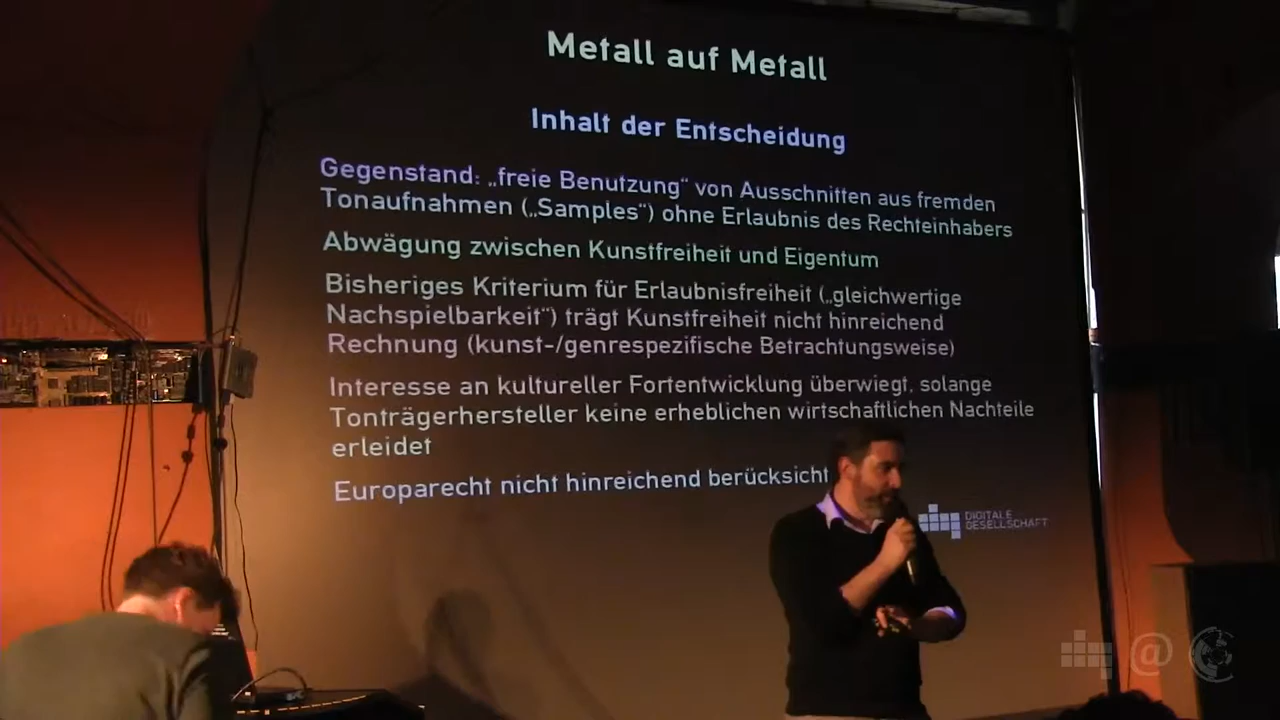 Metall auf Metall
Inhalt der Entscheidung
Gegenstand: „freie Benutzung“ von Ausschnitten aus fremden
Tonaufnahmen („Samples“) ohne Erlaubnis des Rechteinhabers
Abwägung zwischen Kunstfreiheit und Eigentum
Bisheriges Kriterium für Erlaubnisfreiheit („gleichwertige
Nachspielbarkeit“) trägt Kunstfreiheit nicht hinreichend
Rechnung (kunst-/genrespezifische Betrachtungsweise)
Interesse an kultureller Fortentwicklung überwiegt, solange
Tonträgerhersteller keine erheblichen wirtschaftlichen Nachteile
erleidet
Europarecht nicht hinreichend berücksicht
DIGITALE
GESELLSCHAFT
@